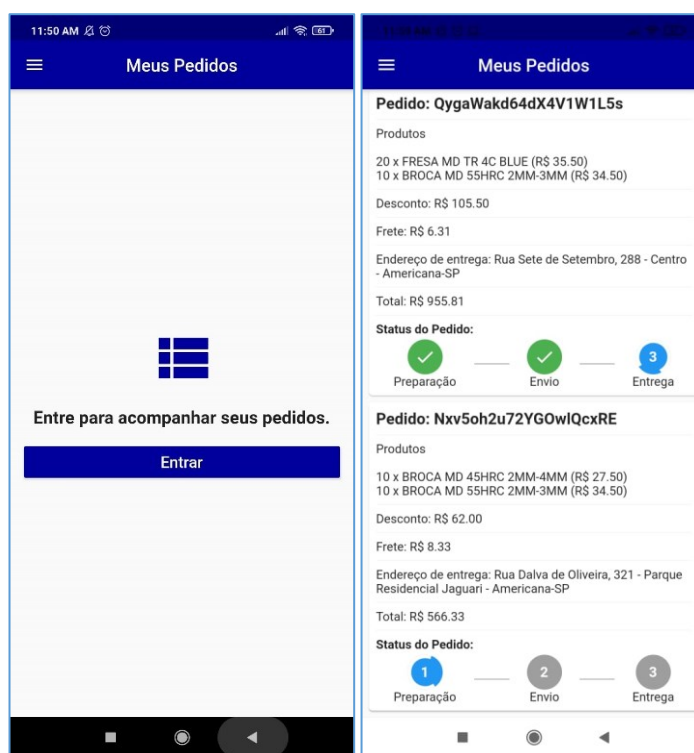 11:50 AM
61
Meus Pedidos
Entre para acompanhar seus pedidos.
Entrar
Meus Pedidos
Pedido: QygaWakd64dX4V1W1L5s
Produtos
20 x FRESA MD TR 4C BLUE (R$ 35.50)
10 x BROCA MD 55HRC 2MM-3MM (R$ 34.50)
Desconto: R$ 105.50
Frete: R$ 6.31
Endereço de entrega: Rua Sete de Setembro, 288 - Centro
- Americana-SP
Total: R$ 955.81
Status do Pedido:
3
Preparação Envio Entrega
Pedido: Nxv5oh2u72YGOwlQcxRE
Produtos
10 x BROCA MD 45HRC 2MM-4MM (R$ 27.50)
10 x BROCA MD 55HRC 2MM-3MM (R$ 34.50)
Desconto: R$ 62.00
Frete: R$ 8.33
Endereço de entrega: Rua Dalva de Oliveira, 321 - Parque
Residencial Jaguari - Americana-SP
Total: R$ 566.33
Status do Pedido:
1 2 3
Preparação Envio Entrega